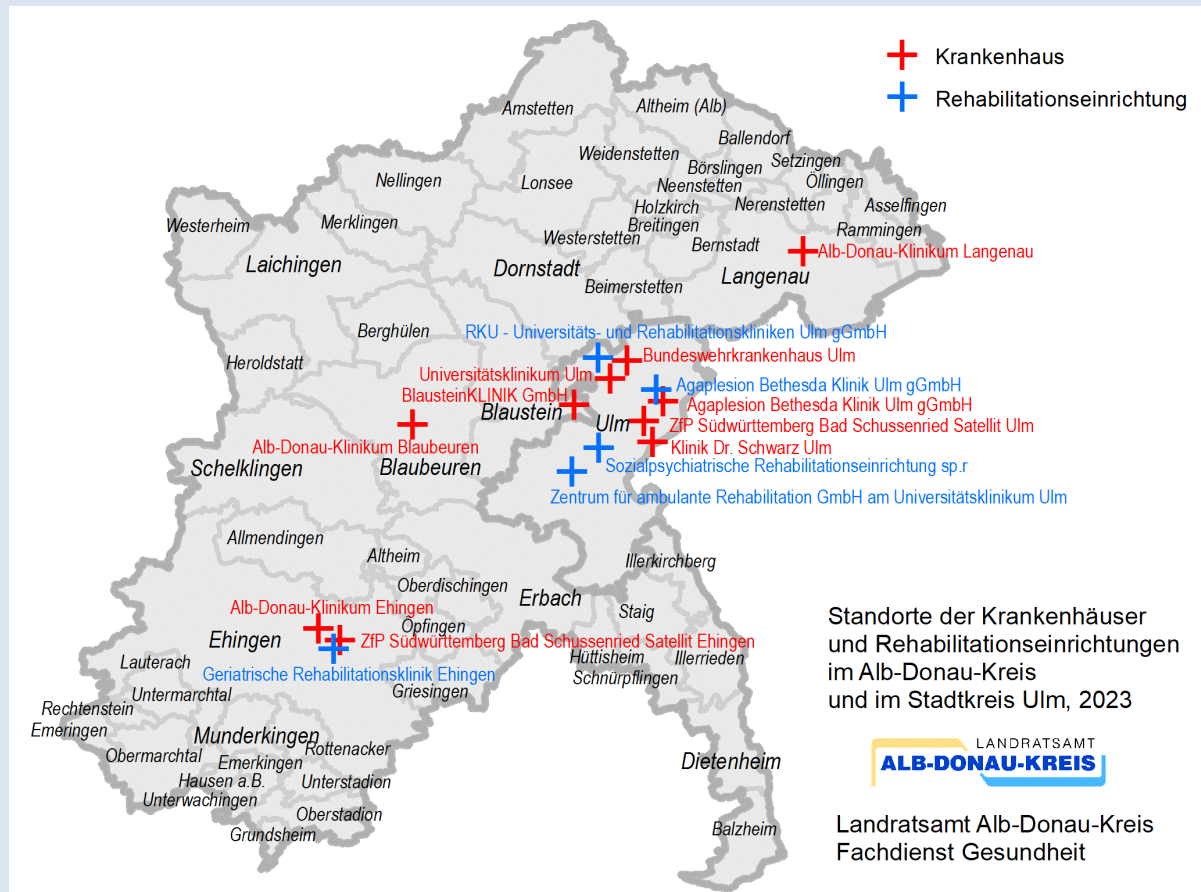 Krankenhaus
Rehabilitationseinrichtung
Amstetten
Altheim (Alb)
Ballendorf
Weidenstetten
Setzingen
Börslingen
Nellingen
Lonsee
Neenstetten
Öllingen
Holzkirch
Nerenstetten
Asselfingen
Westerheim
Merklingen
Breitingen
Rammingen
Westerstetten
Bernstadt
Alb-Donau-Klinikum Langenau
Laichingen
Dornstadt
Langenau
Beimerstetten
Berghülen
RKU - Universitäts- und Rehabilitationskliniken Ulm gGmbH
Heroldstatt
Bundeswehrkrankenhaus Ulm
Universitätsklinikum Ulm
Agaplesion Bethesda Klinik Ulm gGmbH
BlausteinKLINIK GmbH
Agaplesion Bethesda Klinik Ulm gGmbH
Blaustein
Ulm
ZfP Südwürttemberg Bad Schussenried Satellit Ulm
Alb-Donau-Klinikum Blaubeuren
Klinik Dr. Schwarz Ulm
Schelklingen
Blaubeuren
Sozialpsychiatrische Rehabilitationseinrichtung sp.r
Zentrum für ambulante Rehabilitation GmbH am Universitätsklinikum Ulm
Allmendingen
Altheim
Illerkirchberg
Oberdischingen
Erbach
Alb-Donau-Klinikum Ehingen
Staig
Öpfingen
Ehingen
ZfP Südwürttemberg Bad Schussenried Satellit Ehingen
Lauterach
Hüttisheim
Illerrieden
Geriatrische Rehabilitationsklinik Ehingen
Schnürpflingen
Untermarchtal
Griesingen
Rechtenstein
Emeringen
Munderkingen
Rottenacker
Obermarchtal
Emerkingen
Dietenheim
Hausen a.B.
Unterstadion
Unterwachingen
Oberstadion
Grundsheim
Balzheim
Standorte der Krankenhäuser
und Rehabilitationseinrichtungen
im Alb-Donau-Kreis
und im Stadtkreis Ulm, 2023
LANDRATSAMT
ALB-DONAU-KREIS
Landratsamt Alb-Donau-Kreis
Fachdienst Gesundheit